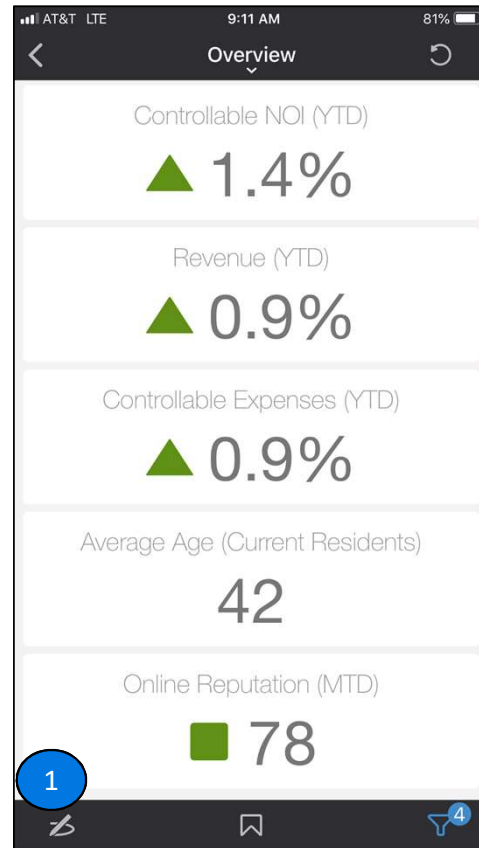 AT&T LTE 9:11 AM 81%
Overview
Controllable NOI (YTD)
1.4%
Revenue (YTD)
0.9%
Controllable Expenses (YTD)
0.9%
Average Age (Current Residents)
42
Online Reputation (MTD)
78
1
4